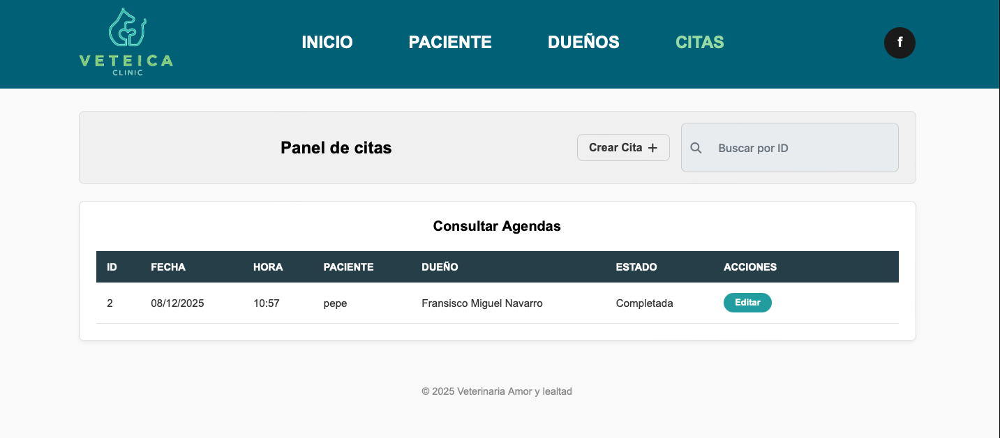 VETEICA
CLINIC
INICIO PACIENTE DUEÑOS CITAS
f
Panel de citas
Crear Cita +
Buscar por ID
Consultar Agendas
ID FECHA HORA PACIENTE DUEÑO ESTADO ACCIONES
2 08/12/2025 10:57 pepe Fransisco Miguel Navarro Completada Editar
© 2025 Veterinaria Amor y lealtad